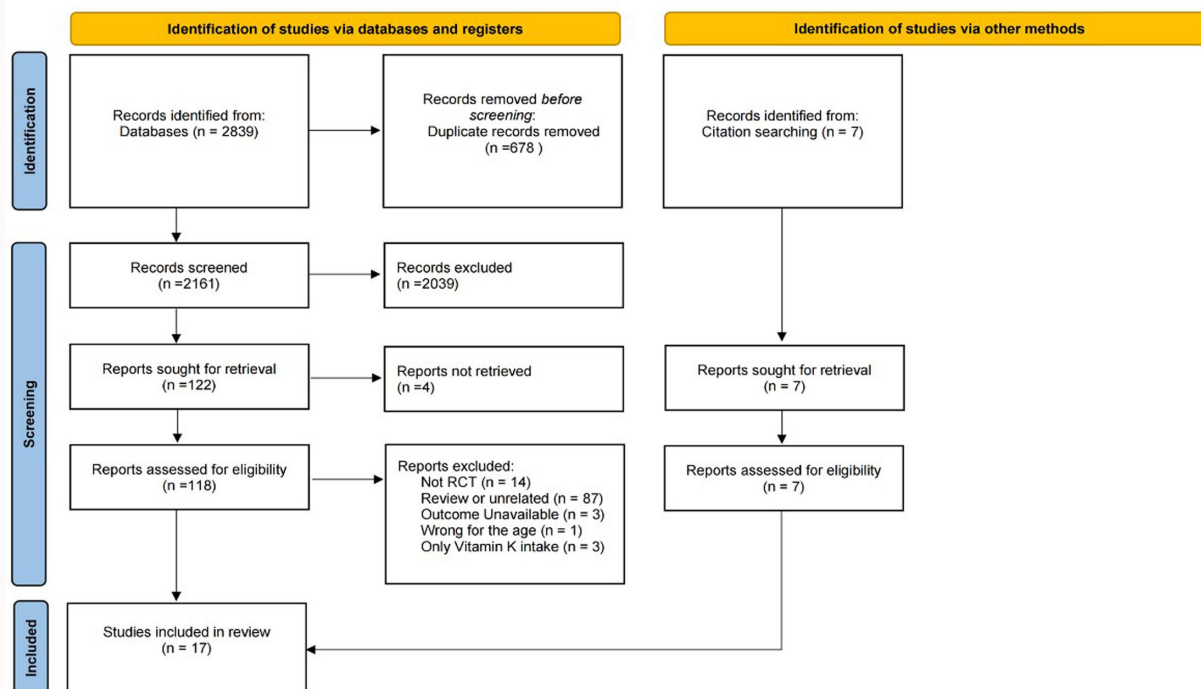 Identification of studies via databases and registers
Identification of studies via other methods
Identification
Records identified from:
Databases (n = 2839)
Records removed before
screening:
Duplicate records removed
(n =678 )
Records identified from:
Citation searching (n = 7)
Screening
Records screened
(n =2161)
Records excluded
(n =2039)
Reports sought for retrieval
(n =122)
Reports not retrieved
(n =4)
Reports sought for retrieval
(n = 7)
Reports assessed for eligibility
(n =118)
Reports excluded:
Not RCT (n = 14)
Review or unrelated (n = 87)
Outcome Unavailable (n = 3)
Wrong for the age (n = 1)
Only Vitamin K intake (n = 3)
Reports assessed for eligibility
(n = 7)
Included
Studies included in review
(n = 17)